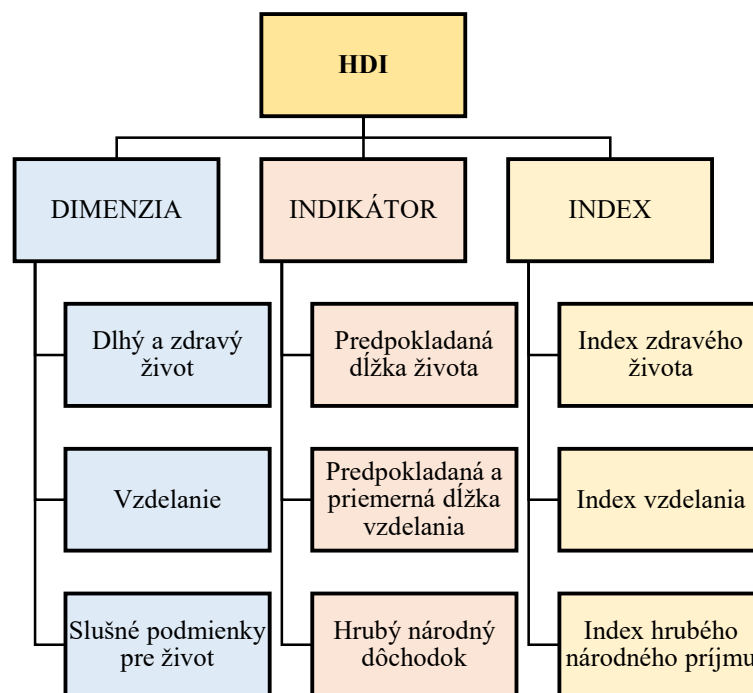 HDI
DIMENZIA
INDIKÁTOR
INDEX
Dlhý a zdravý
život
Predpokladaná
dĺžka života
Index zdravého
života
Vzdelanie
Predpokladaná a
priemerná dĺžka
vzdelania
Index vzdelania
Slušné podmienky
pre život
Hrubý národný
dôchodok
Index hrubého
národného príjmu